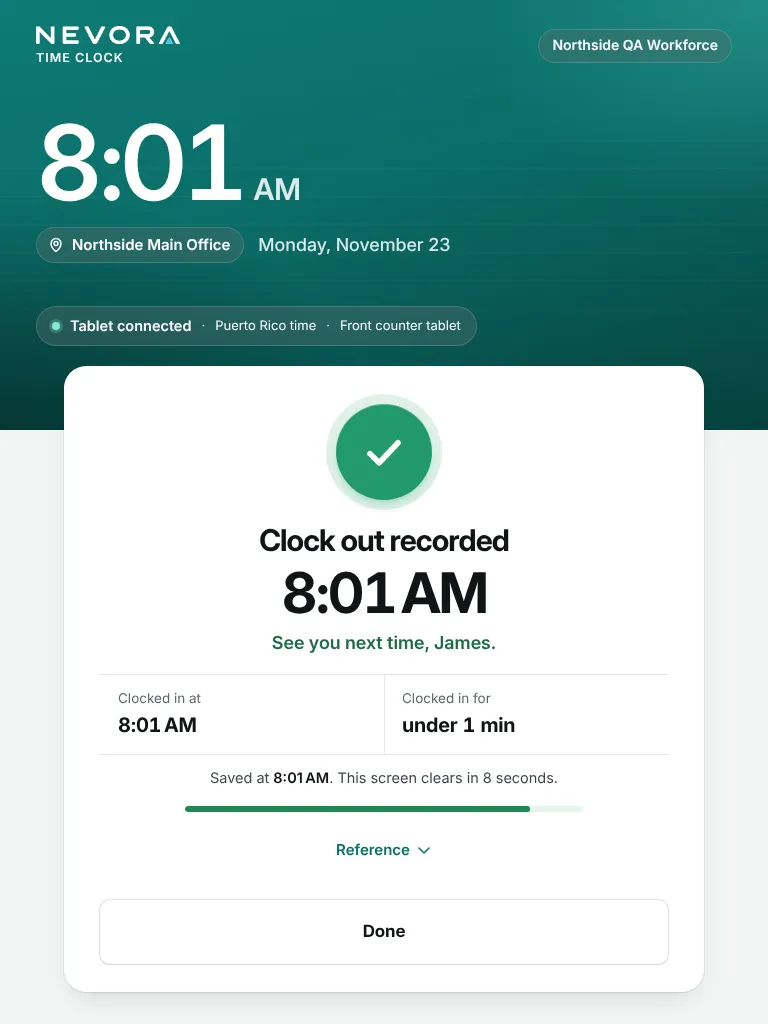 NEVORA
TIME CLOCK
Northside QA Workforce
8:01 AM
Northside Main Office
Monday, November 23
Tablet connected · Puerto Rico time · Front counter tablet
Clock out recorded
8:01 AM
See you next time, James.
Clocked in at
8:01 AM
Clocked in for
under 1 min
Saved at 8:01 AM. This screen clears in 8 seconds.
Reference
Done